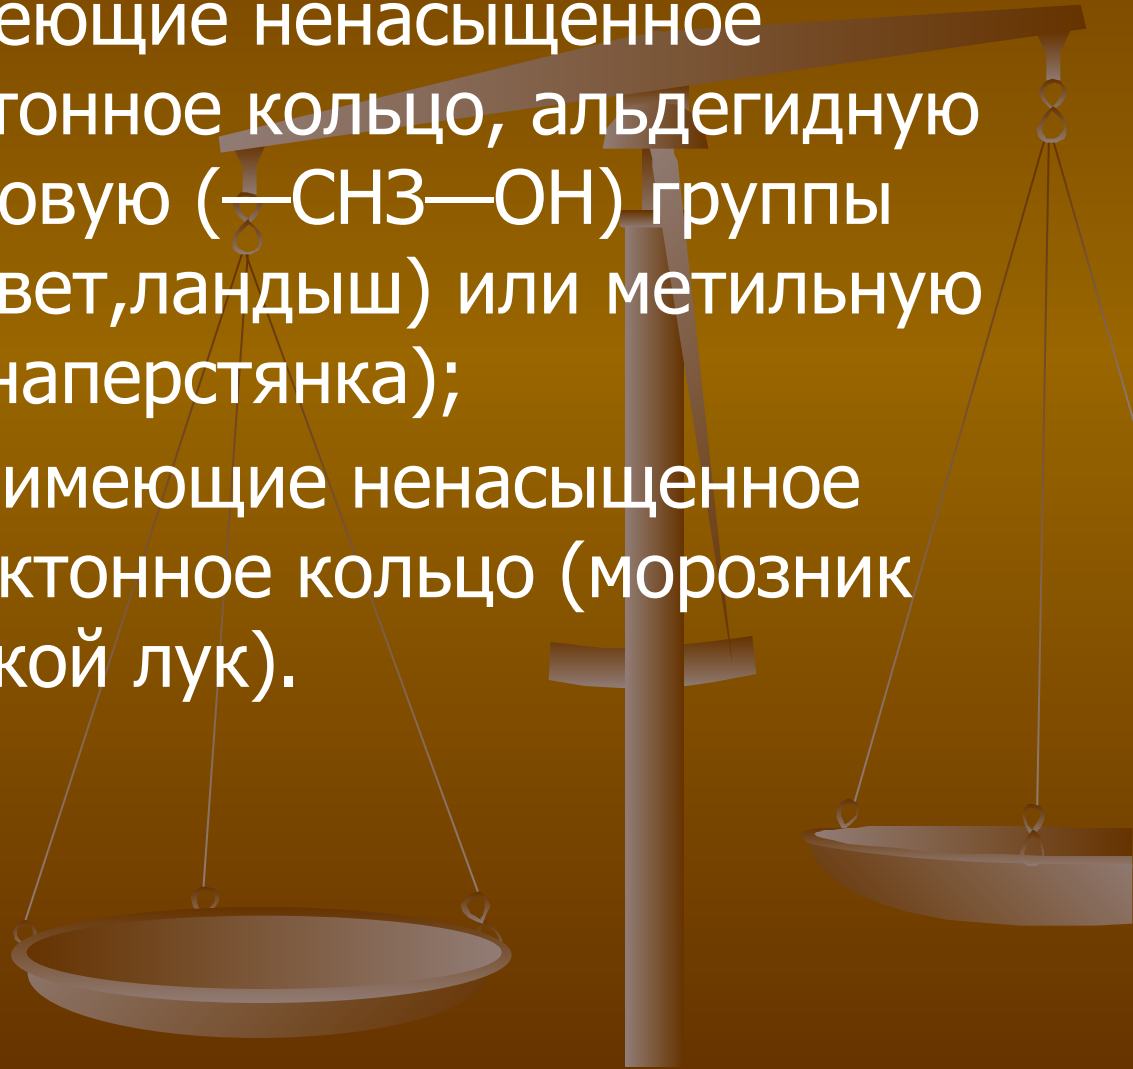 еющие ненасыщенное
тонное кольцо, альдегидную
овую (—СН3—ОН) группы
вет,ландыш) или метильную
наперстянка);
имеющие ненасыщенное
ктонное кольцо (морозник
кой лук).